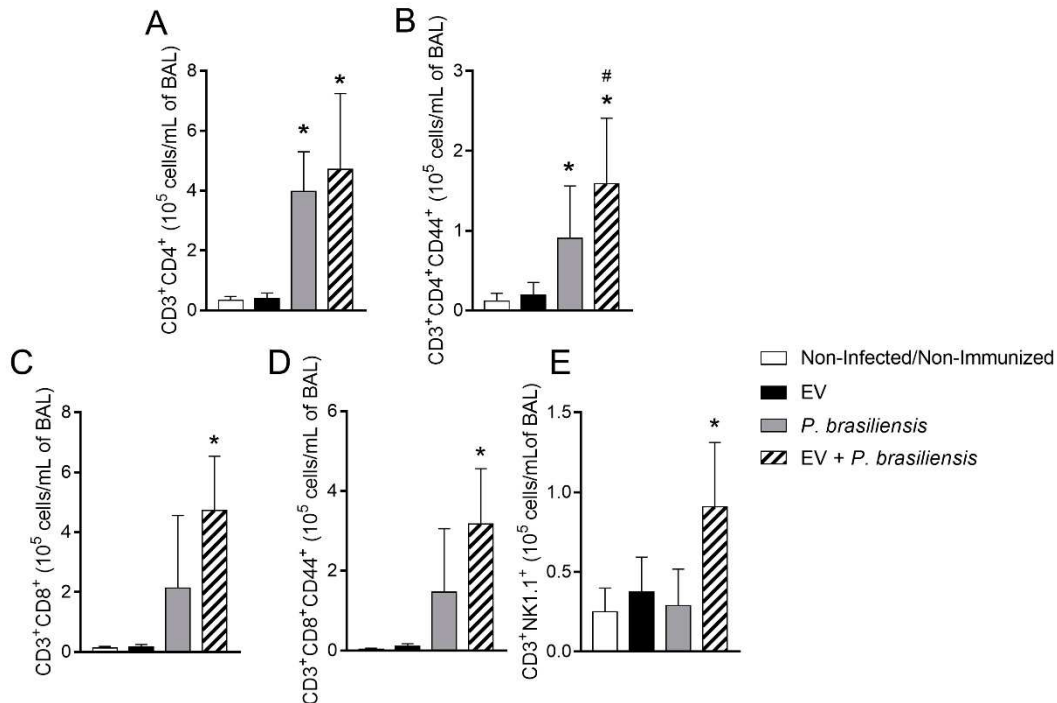 A
CD3⁺CD4⁺ (10⁵ cells/mL of BAL)
8
6
4
2
0
*
*
B
CD3⁺CD4⁺CD44⁺ (10⁵ cells/mL of BAL)
3
2
1
0
*
#
*
C
CD3⁺CD8⁺ (10⁵ cells/mL of BAL)
8
6
4
2
0
*
D
CD3⁺CD8⁺CD44⁺ (10⁵ cells/mL of BAL)
6
4
2
0
*
E
CD3⁺NK1.1⁺ (10⁵ cells/mLof BAL)
1.5
1.0
0.5
0.0
*
Non-Infected/Non-Immunized
EV
P. brasiliensis
EV + P. brasiliensis